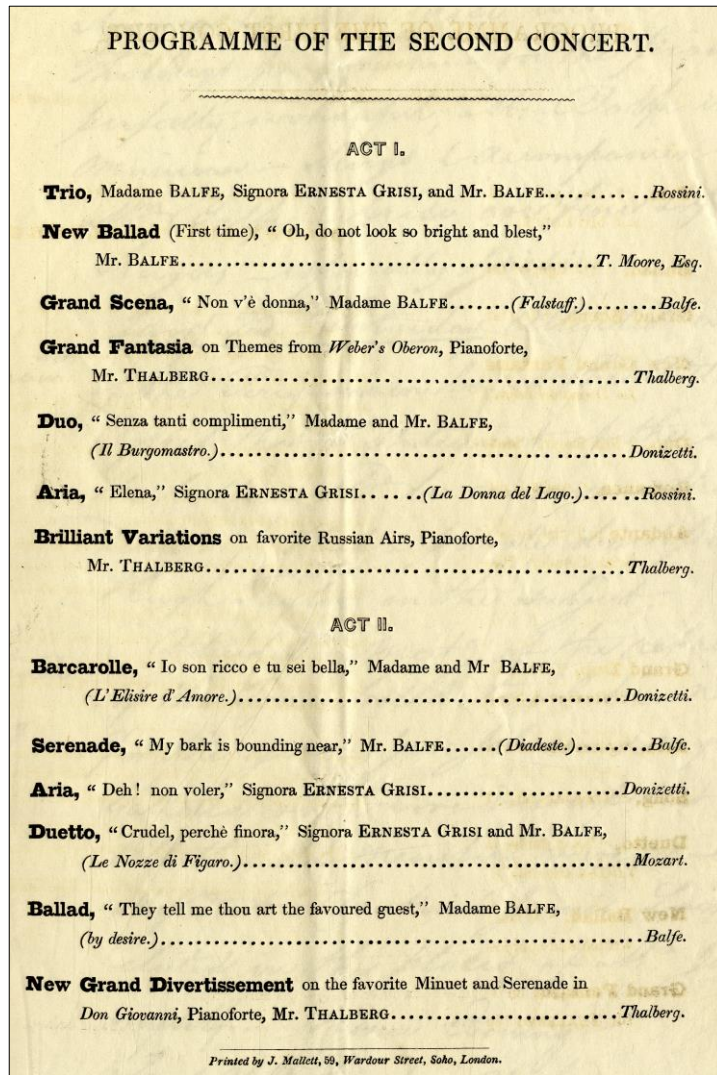 PROGRAMME OF THE SECOND CONCERT.
ACT I.
Trio, Madame BALFE, Signora ERNESTA GRISI, and Mr. BALFE...........Rossini.
New Ballad (First time), “ Oh, do not look so bright and blest,”
Mr. BALFE..................................................T. Moore, Esq.
Grand Scena, “ Non v'è donna,” Madame BALFE.......(Falstaff.)........Balfe.
Grand Fantasia on Themes from Weber's Oberon, Pianoforte,
Mr. THALBERG....................................................Thalberg.
Duo, “ Senza tanti complimenti,” Madame and Mr. BALFE,
(Il Burgomastro.)..................................................Donizetti.
Aria, “ Elena,” Signora ERNESTA GRISI......(La Donna del Lago.)......Rossini.
Brilliant Variations on favorite Russian Airs, Pianoforte,
Mr. THALBERG....................................................Thalberg.
ACT II.
Barcarolle, “ Io son ricco e tu sei bella,” Madame and Mr BALFE,
(L'Elisire d'Amore.)...............................................Donizetti.
Serenade, “ My bark is bounding near,” Mr. BALFE......(Diadeste.)........Balfe.
Aria, “ Deh! non voler,” Signora ERNESTA GRISI........................Donizetti.
Duetto, “Crudel, perchè finora,” Signora ERNESTA GRISI and Mr. BALFE,
(Le Nozze di Figaro.)...............................................Mozart.
Ballad, “ They tell me thou art the favoured guest,” Madame BALFE,
(by desire.)..........................................................Balfe.
New Grand Divertissement on the favorite Minuet and Serenade in
Don Giovanni, Pianoforte, Mr. THALBERG........................Thalberg.
Printed by J. Mallett, 59, Wardour Street, Soho, London.